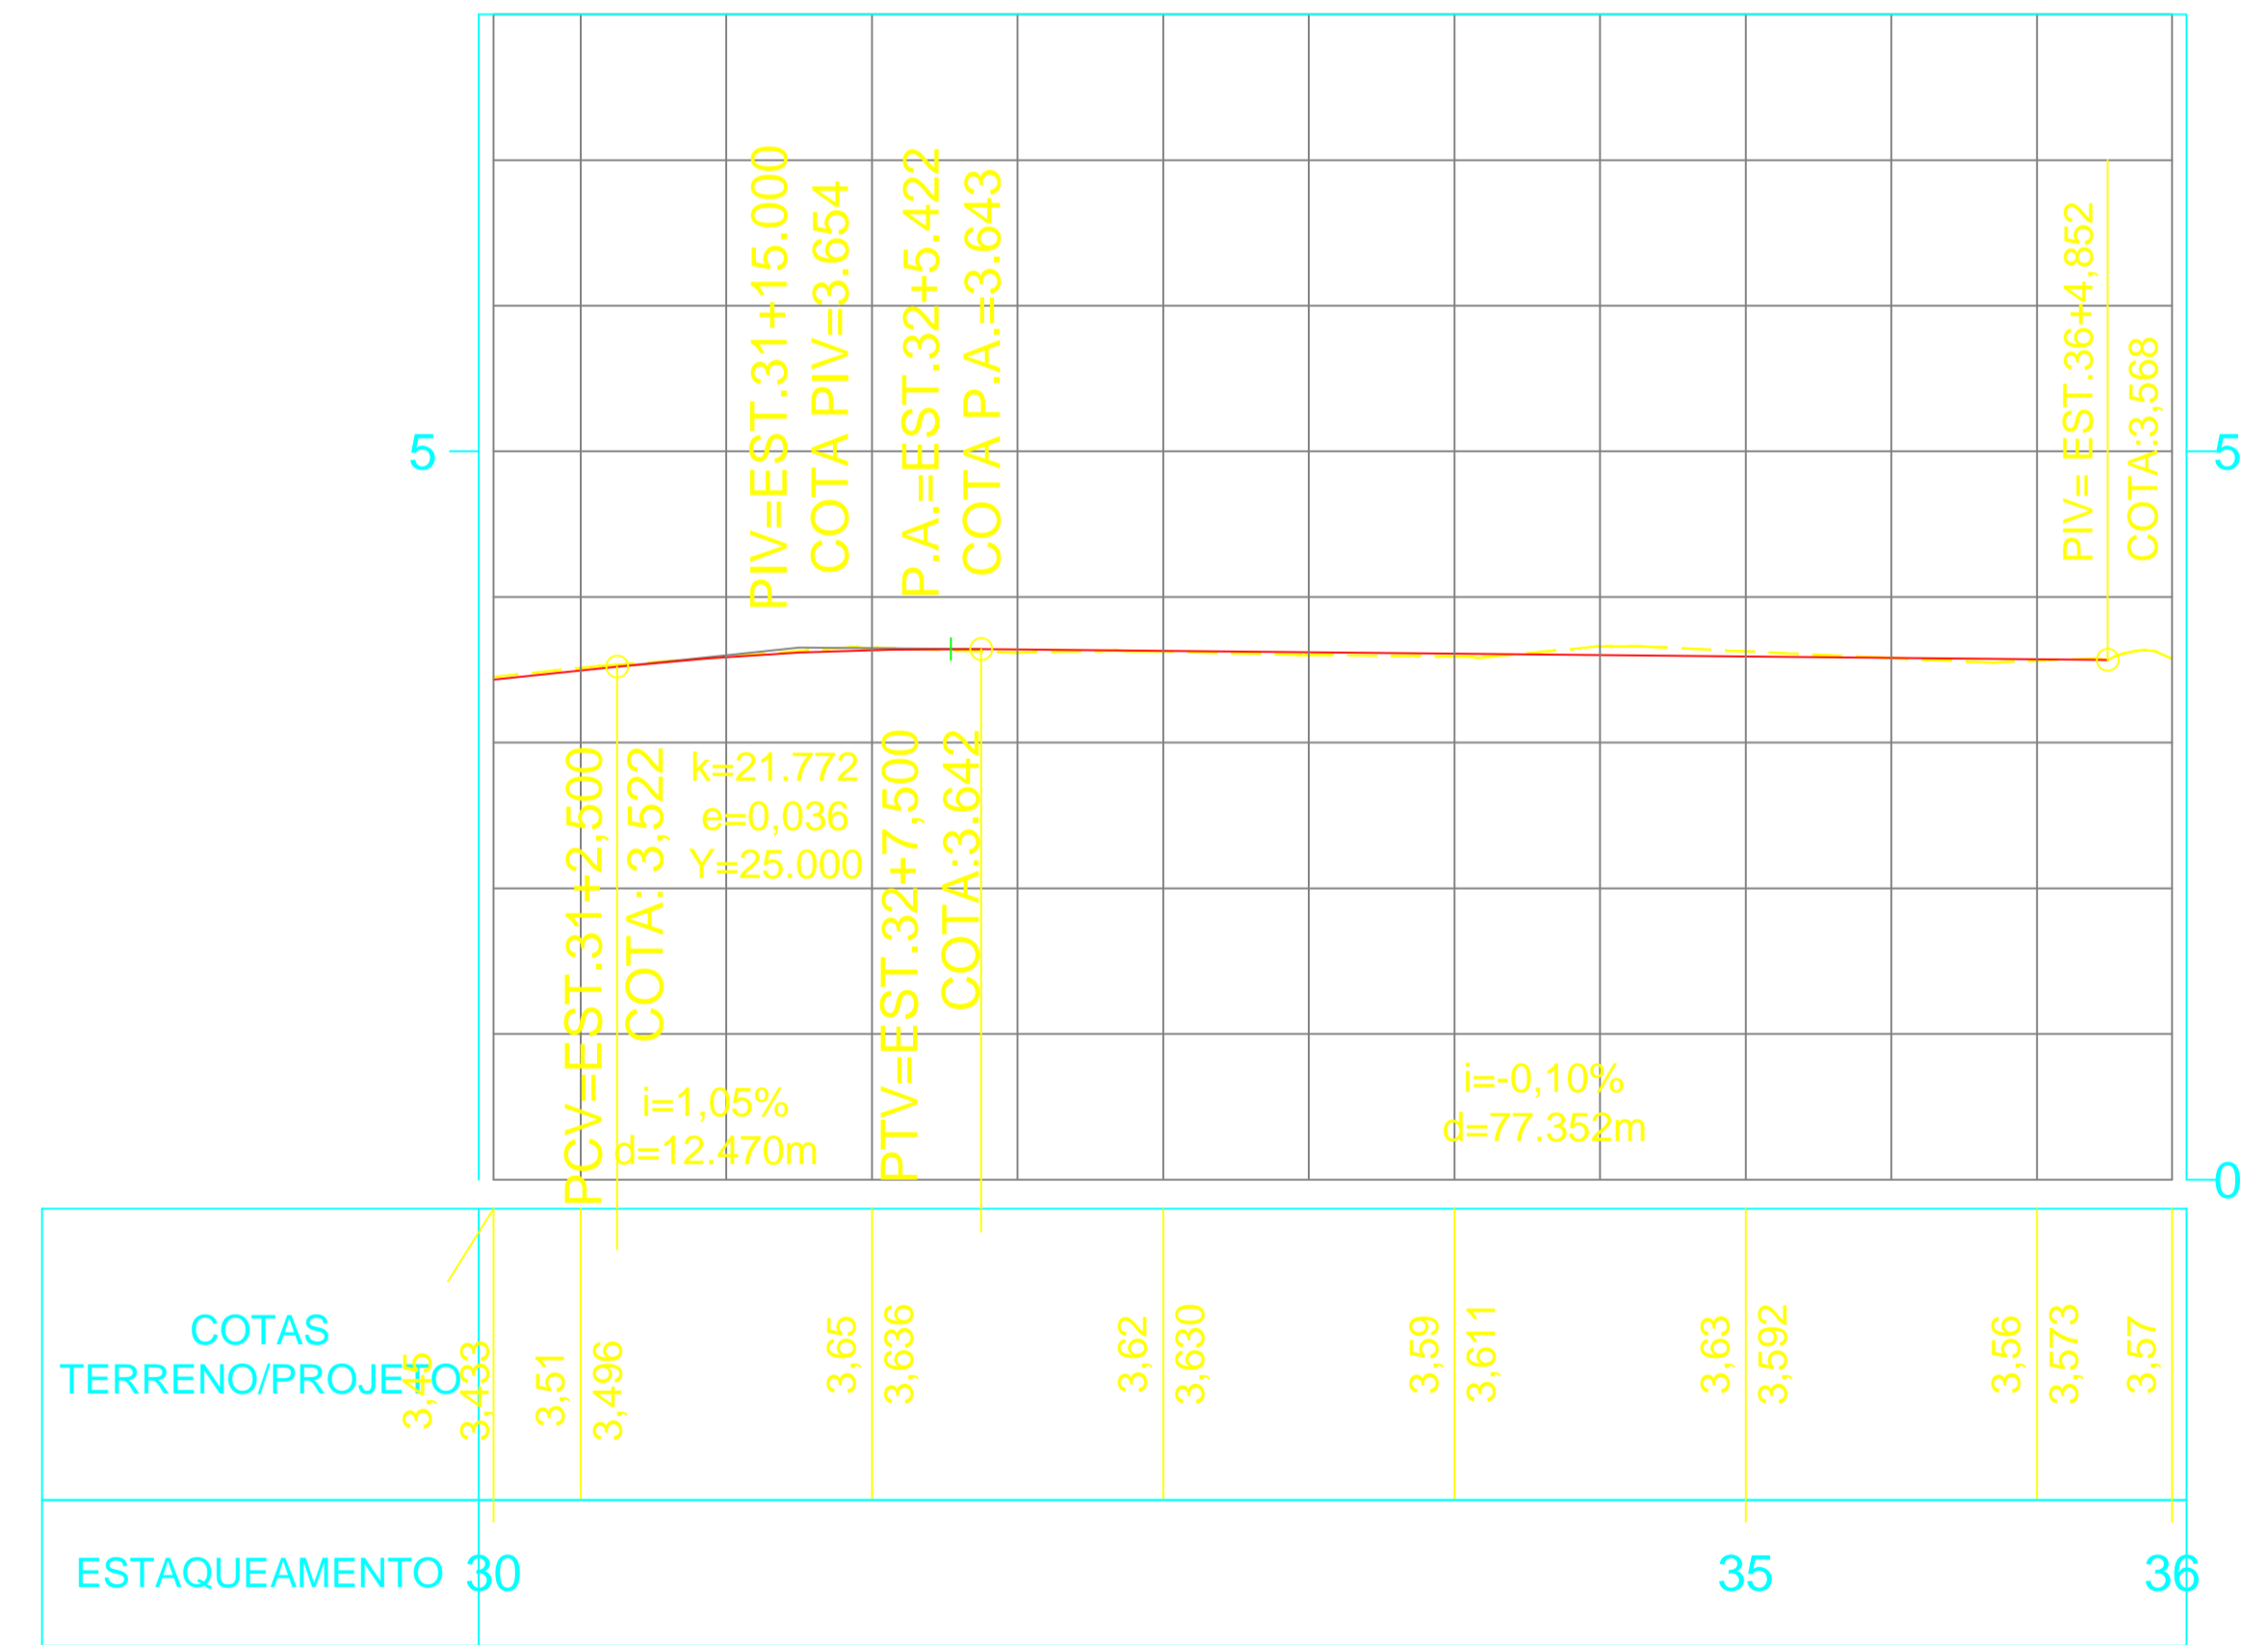 PIV=EST.31+15.000
COTA PIV=3.654
P.A.=EST.32+5.422
COTA P.A.=3.643
PIV= EST.36+4,852
COTA:3,568
5
5
PCV=EST.31+2,500
COTA: 3,522
k=21.772
e=0,036
Y=25.000
PTV=EST.32+7,500
COTA:3.642
i=1,05%
d=12.470m
i=-0,10%
d=77.352m
0
COTAS
TERRENO/PROJETO
3,45
3,433
3,51
3,496
3,65
3,636
3,62
3,630
3,59
3,611
3,63
3,592
3,56
3,573
3,57
ESTAQUEAMENTO
30
35
36